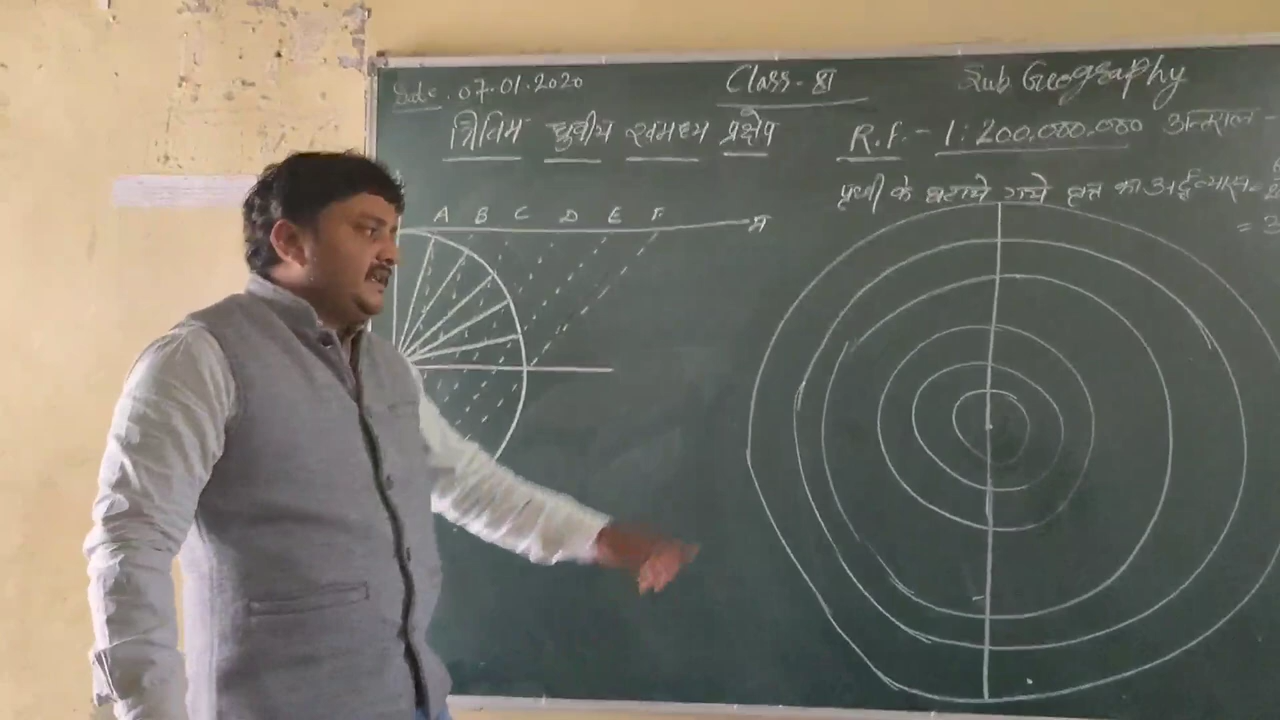 Date. 07.01.2020
Class-XI
Sub Geography
त्रितिम ध्रुवीय खमध्य प्रक्षेप
R.F. - 1:200,000,000 अन्तराल -
पृथ्वी के घटाये गये वृत्त का अर्द्धव्यास =
= 3
A B C D E F म